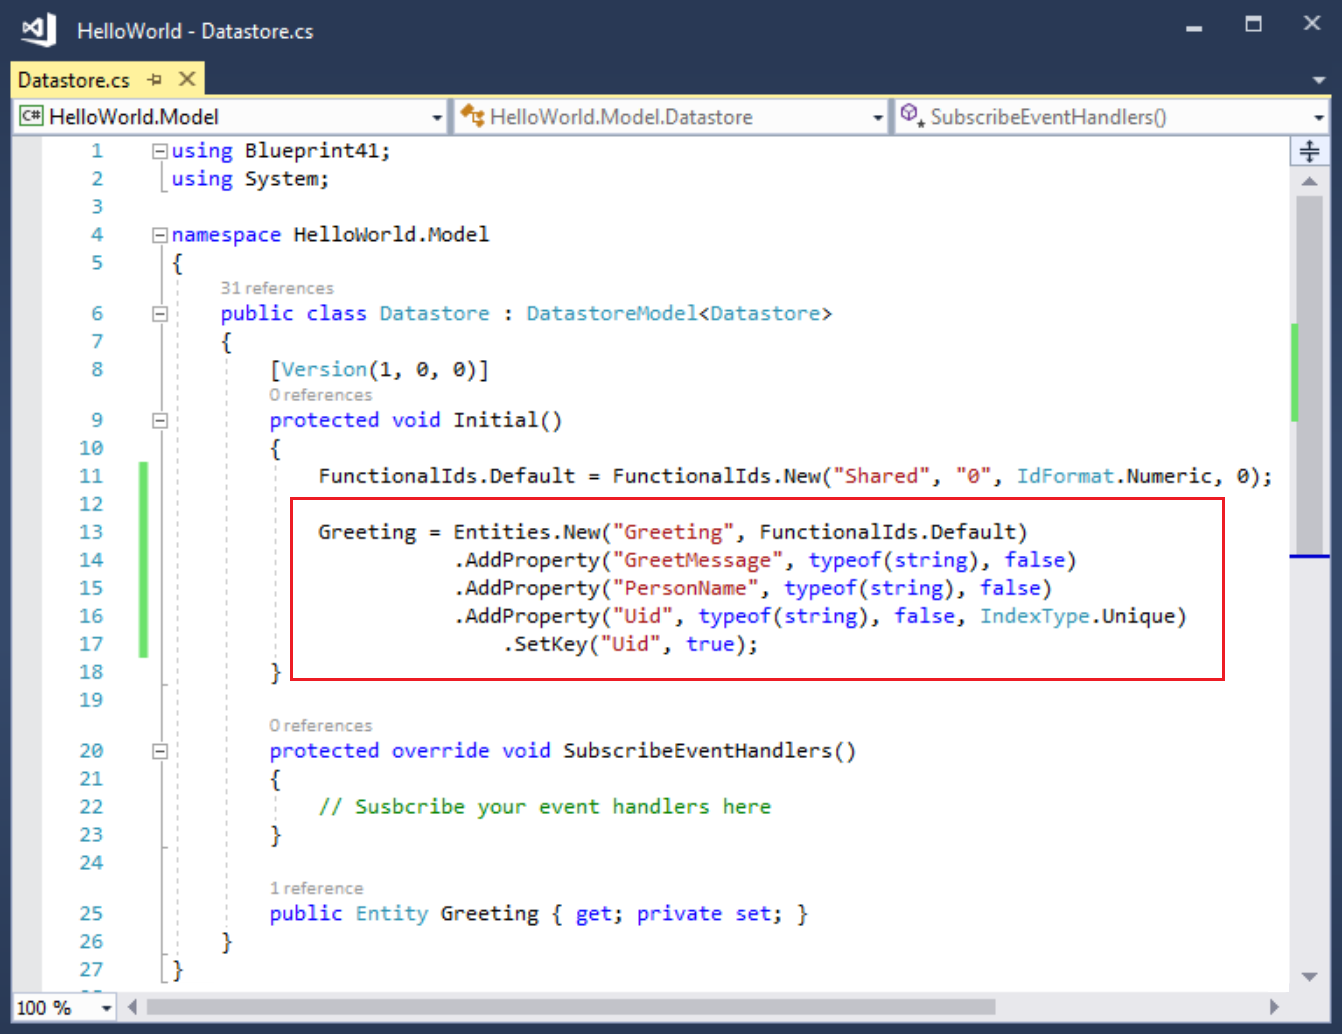 HelloWorld - Datastore.cs
Datastore.cs
C# HelloWorld.Model HelloWorld.Model.Datastore SubscribeEventHandlers()
1 using Blueprint41;
2 using System;
3
4 namespace HelloWorld.Model
5 {
31 references
6 public class Datastore : DatastoreModel<Datastore>
7 {
8 [Version(1, 0, 0)]
0 references
9 protected void Initial()
10 {
11 FunctionalIds.Default = FunctionalIds.New("Shared", "0", IdFormat.Numeric, 0);
12
13 Greeting = Entities.New("Greeting", FunctionalIds.Default)
14 .AddProperty("GreetMessage", typeof(string), false)
15 .AddProperty("PersonName", typeof(string), false)
16 .AddProperty("Uid", typeof(string), false, IndexType.Unique)
17 .SetKey("Uid", true);
18 }
19
0 references
20 protected override void SubscribeEventHandlers()
21 {
22 // Susbcribe your event handlers here
23 }
24
1 reference
25 public Entity Greeting { get; private set; }
26 }
27 }
100 %